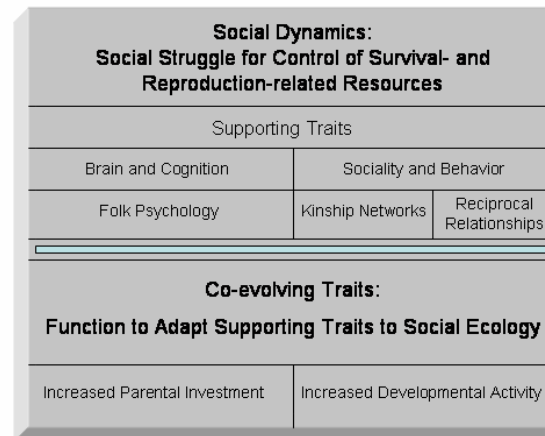 Social Dynamics:
Social Struggle for Control of Survival- and
Reproduction-related Resources
Supporting Traits
Brain and Cognition
Sociality and Behavior
Folk Psychology
Kinship Networks
Reciprocal
Relationships
Co-evolving Traits:
Function to Adapt Supporting Traits to Social Ecology
Increased Parental Investment
Increased Developmental Activity